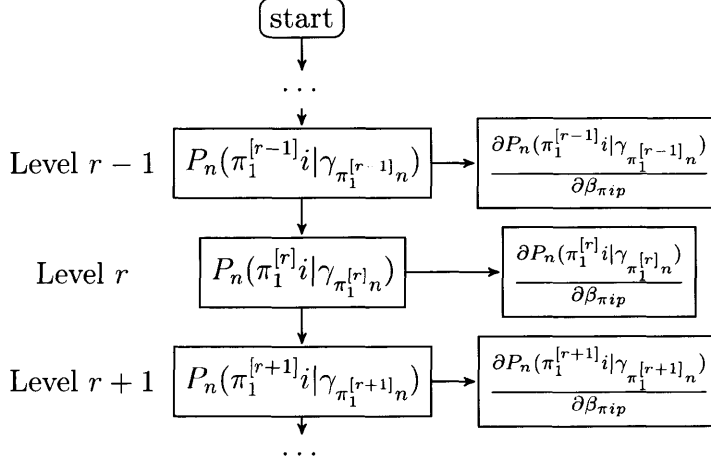 start
...
Level r − 1 P_n(π_1^{[r−1]} i|γ_{π_1^{[r−1]} n}) ∂P_n(π_1^{[r−1]} i|γ_{π_1^{[r−1]} n}) / ∂β_{πip}
Level r P_n(π_1^{[r]} i|γ_{π_1^{[r]} n}) ∂P_n(π_1^{[r]} i|γ_{π_1^{[r]} n}) / ∂β_{πip}
Level r + 1 P_n(π_1^{[r+1]} i|γ_{π_1^{[r+1]} n}) ∂P_n(π_1^{[r+1]} i|γ_{π_1^{[r+1]} n}) / ∂β_{πip}
...